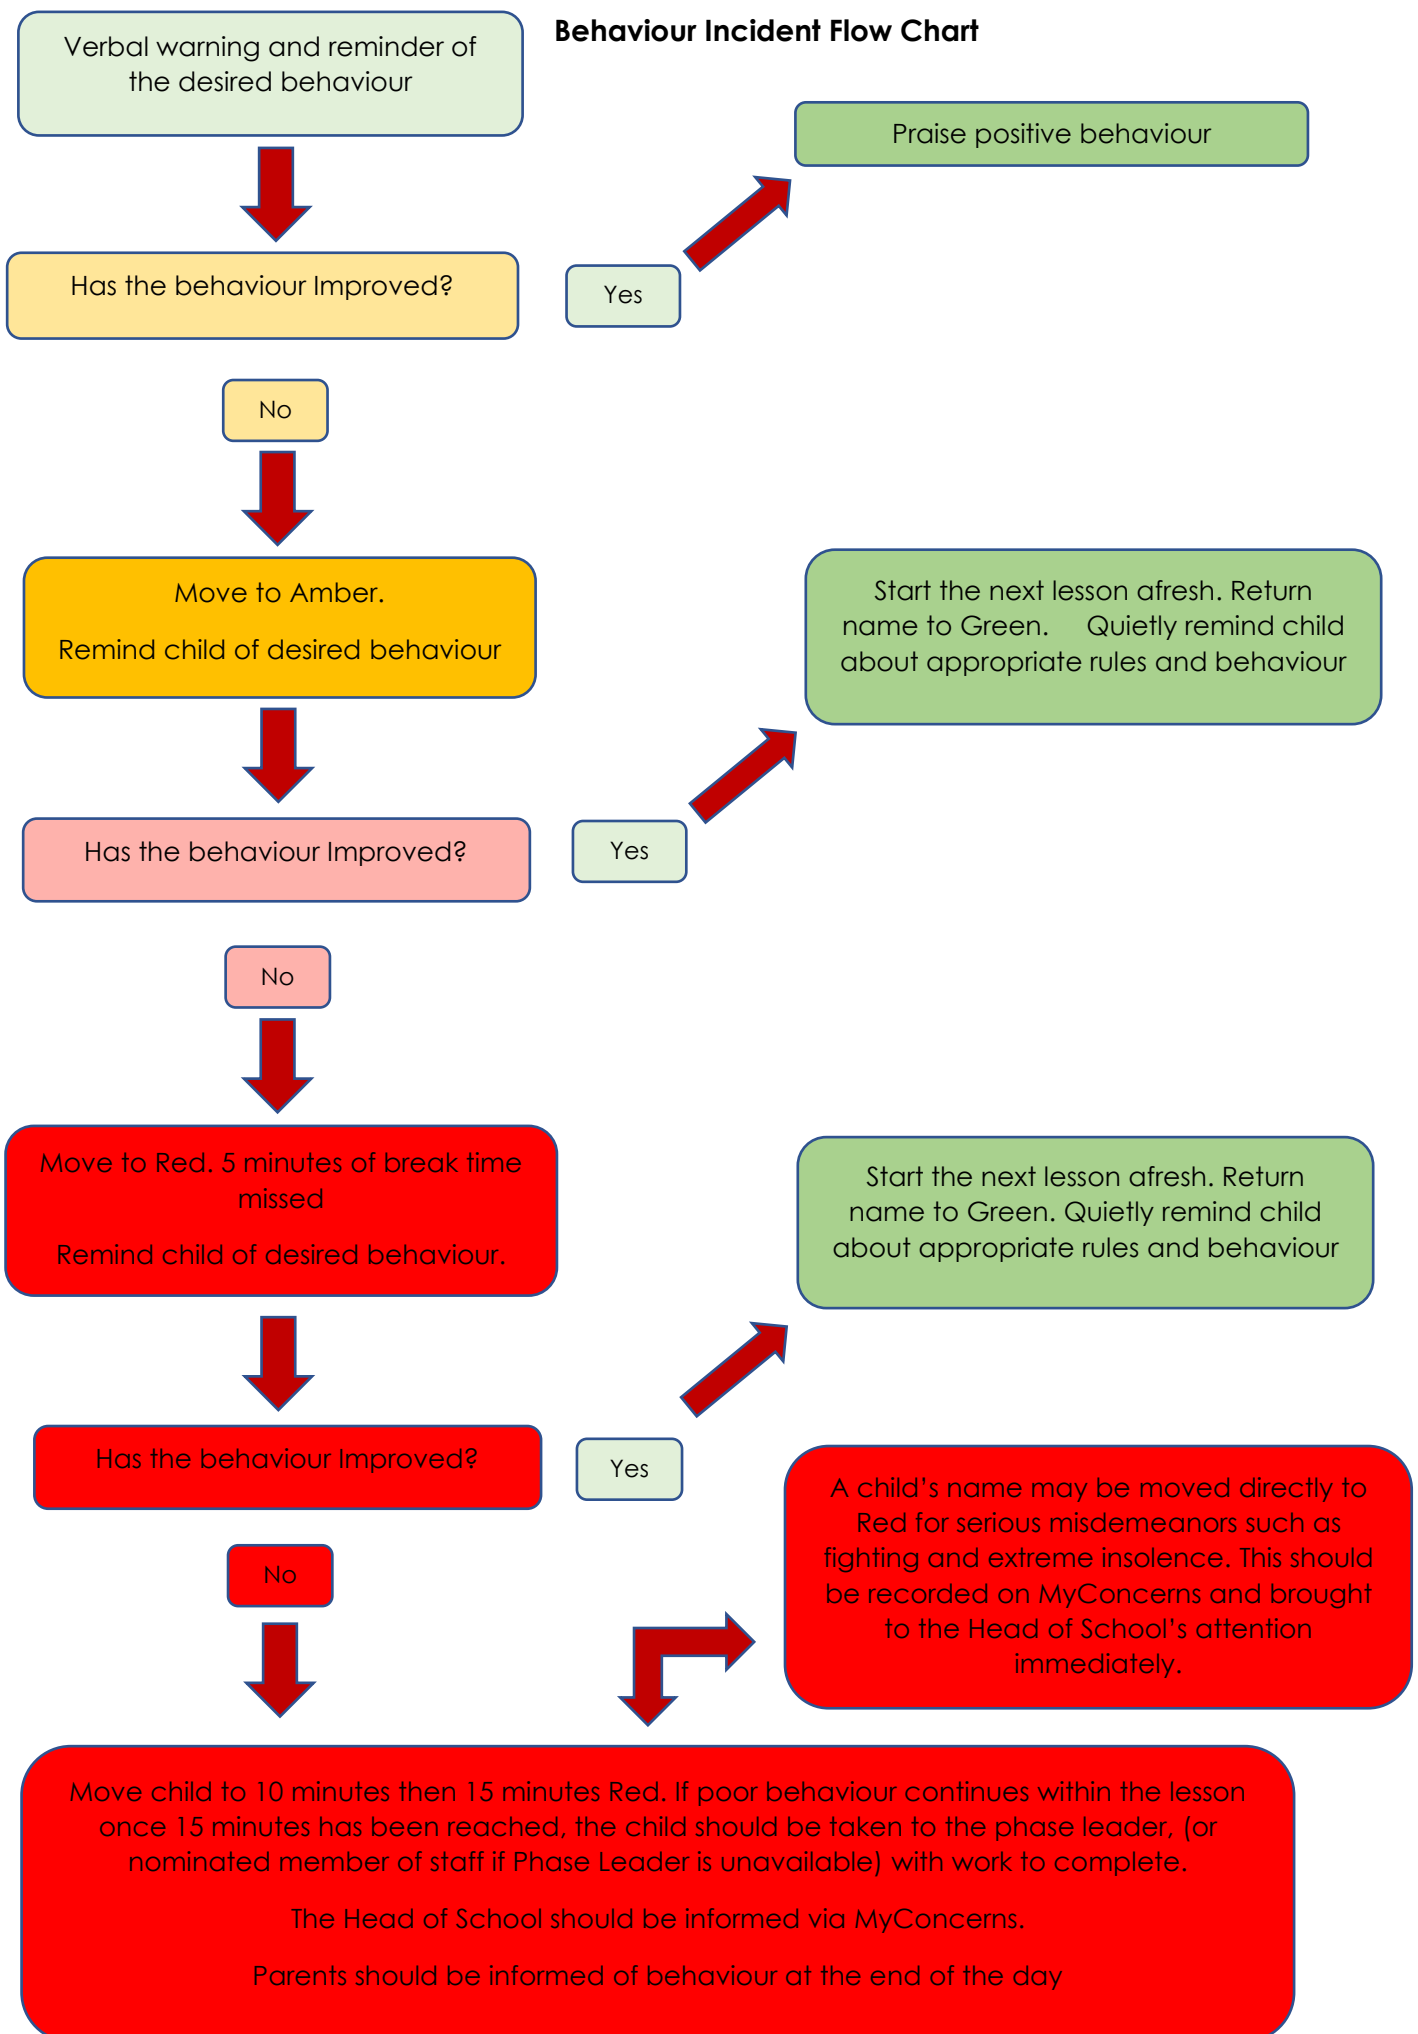 Behaviour Incident Flow Chart
Verbal warning and reminder of
the desired behaviour
Praise positive behaviour
Has the behaviour Improved?
Yes
No
Move to Amber.
Remind child of desired behaviour
Start the next lesson afresh. Return
name to Green. Quietly remind child
about appropriate rules and behaviour
Has the behaviour Improved?
Yes
No
Move to Red. 5 minutes of break time
missed
Remind child of desired behaviour.
Start the next lesson afresh. Return
name to Green. Quietly remind child
about appropriate rules and behaviour
Has the behaviour Improved?
Yes
No
A child’s name may be moved directly to
Red for serious misdemeanors such as
fighting and extreme insolence. This should
be recorded on MyConcerns and brought
to the Head of School’s attention
immediately.
Move child to 10 minutes then 15 minutes Red. If poor behaviour continues within the lesson
once 15 minutes has been reached, the child should be taken to the phase leader, (or
nominated member of staff if Phase Leader is unavailable) with work to complete.
The Head of School should be informed via MyConcerns.
Parents should be informed of behaviour at the end of the day